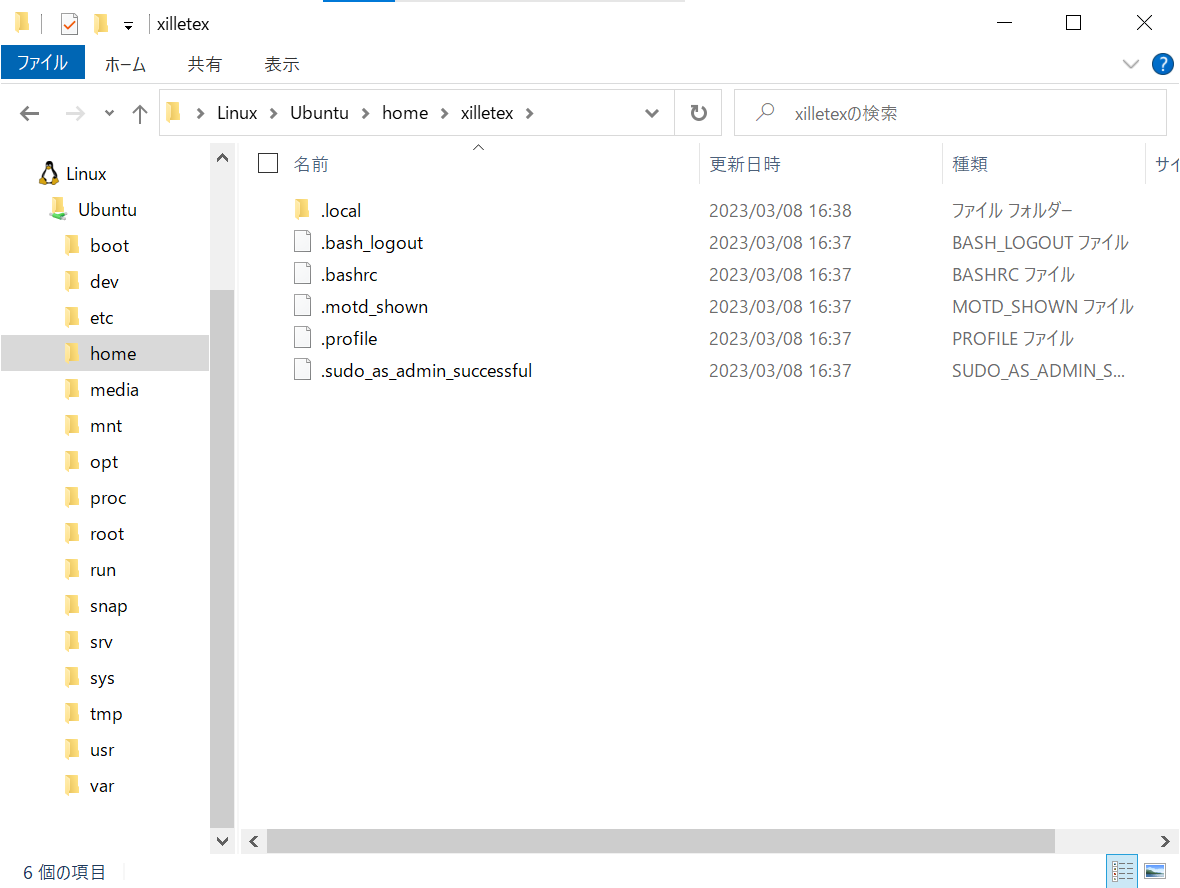 xilletex
ファイル ホーム 共有 表示 ?
Linux Ubuntu home xilletex xilletexの検索
Linux
Ubuntu
boot
dev
etc
home
media
mnt
opt
proc
root
run
snap
srv
sys
tmp
usr
var
名前 更新日時 種類 サイ
.local 2023/03/08 16:38 ファイル フォルダー
.bash_logout 2023/03/08 16:37 BASH_LOGOUT ファイル
.bashrc 2023/03/08 16:37 BASHRC ファイル
.motd_shown 2023/03/08 16:37 MOTD_SHOWN ファイル
.profile 2023/03/08 16:37 PROFILE ファイル
.sudo_as_admin_successful 2023/03/08 16:37 SUDO_AS_ADMIN_S...
6 個の項目